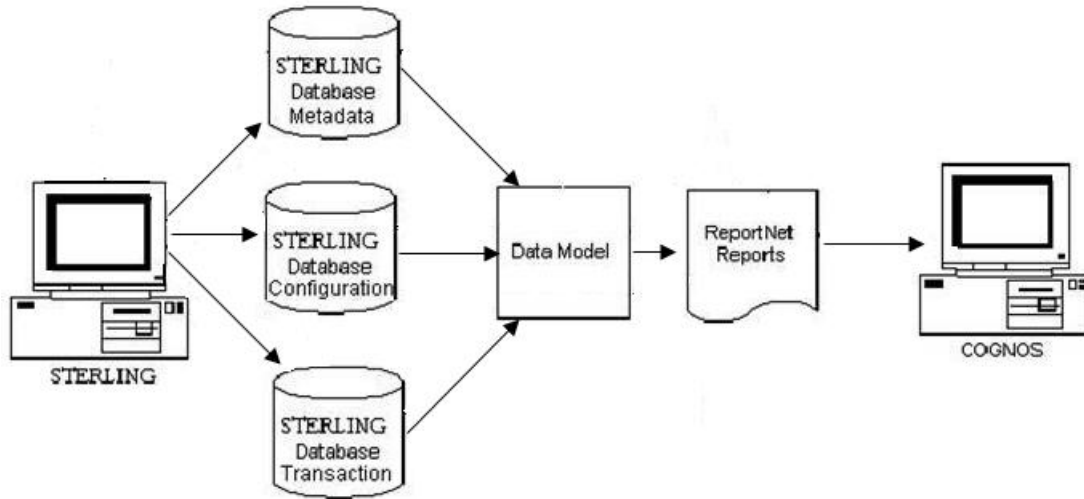 STERLING
Database
Metadata
STERLING
Database
Configuration
STERLING
Database
Transaction
STERLING
Data Model
ReportNet
Reports
COGNOS